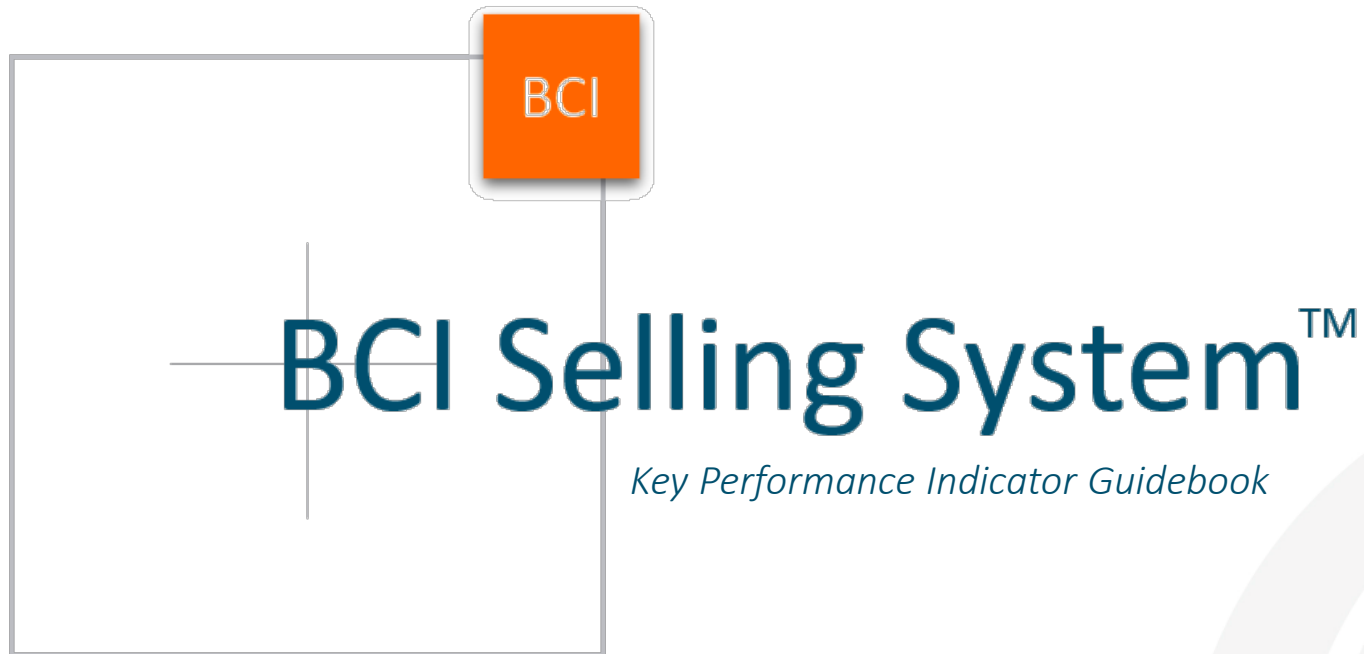 BCI
BCI Selling System™
Key Performance Indicator Guidebook